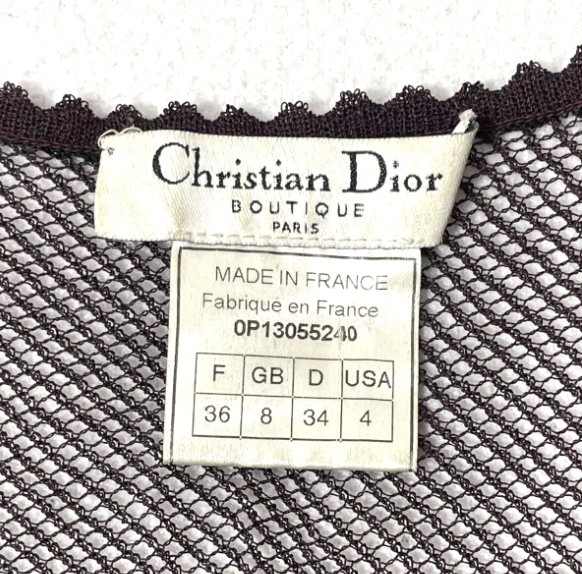 Christian Dior
BOUTIQUE
PARIS
MADE IN FRANCE
Fabriqué en France
0P13055240
F GB D USA
36 8 34 4